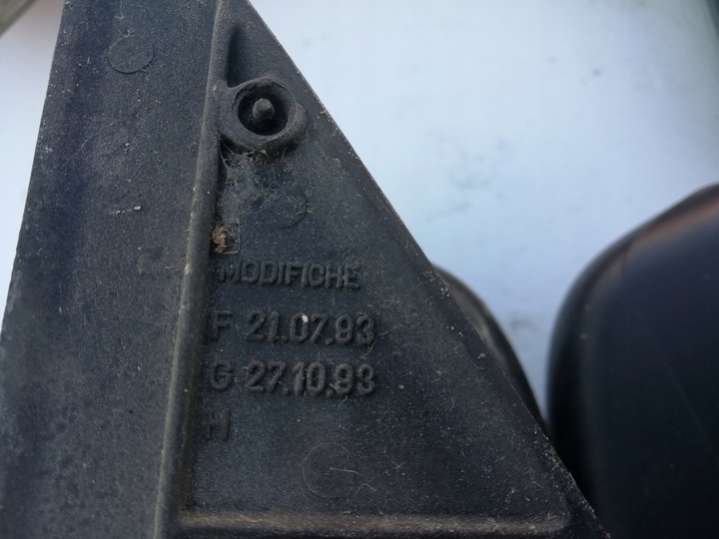 MODIFICHE
F 21.07.93
G 27.10.93
H